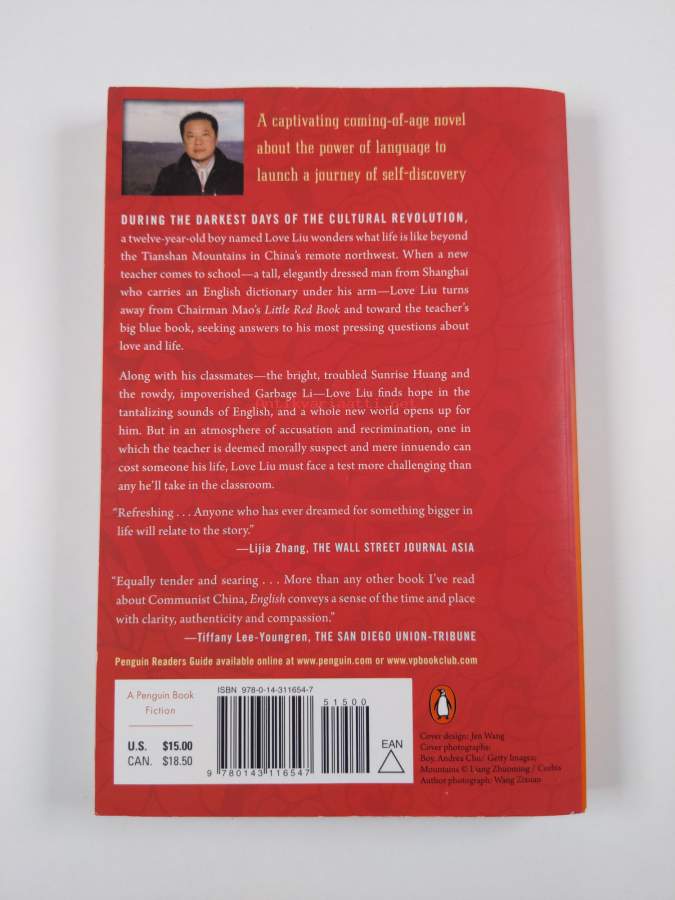 A captivating coming-of-age novel
about the power of language to
launch a journey of self-discovery
DURING THE DARKEST DAYS OF THE CULTURAL REVOLUTION,
a twelve-year-old boy named Love Liu wonders what life is like beyond
the Tianshan Mountains in China's remote northwest. When a new
teacher comes to school—a tall, elegantly dressed man from Shanghai
who carries an English dictionary under his arm—Love Liu turns
away from Chairman Mao's Little Red Book and toward the teacher's
big blue book, seeking answers to his most pressing questions about
love and life.
Along with his classmates—the bright, troubled Sunrise Huang and
the rowdy, impoverished Garbage Li—Love Liu finds hope in the
antikvariaatti.net
tantalizing sounds of English, and a whole new world opens up for
him. But in an atmosphere of accusation and recrimination, one in
which the teacher is deemed morally suspect and mere innuendo can
cost someone his life, Love Liu must face a test more challenging than
any he'll take in the classroom.
"Refreshing . . . Anyone who has ever dreamed for something bigger in
life will relate to the story."
—Lijia Zhang, THE WALL STREET JOURNAL ASIA
"Equally tender and searing . . . More than any other book I've read
about Communist China, English conveys a sense of the time and place
with clarity, authenticity and compassion."
—Tiffany Lee-Youngren, THE SAN DIEGO UNION-TRIBUNE
Penguin Readers Guide available online at www.penguin.com or www.vpbookclub.com
A Penguin Book
Fiction
U.S. $15.00
CAN. $18.50
ISBN 978-0-14-311654-7
51500
9 780143 116547
EAN
Cover design: Jen Wang
Cover photographs:
Boy, Andrea Chu/ Getty Images;
Mountains © Liang Zhuoming / Corbis
Author photograph: Wang Zixuan